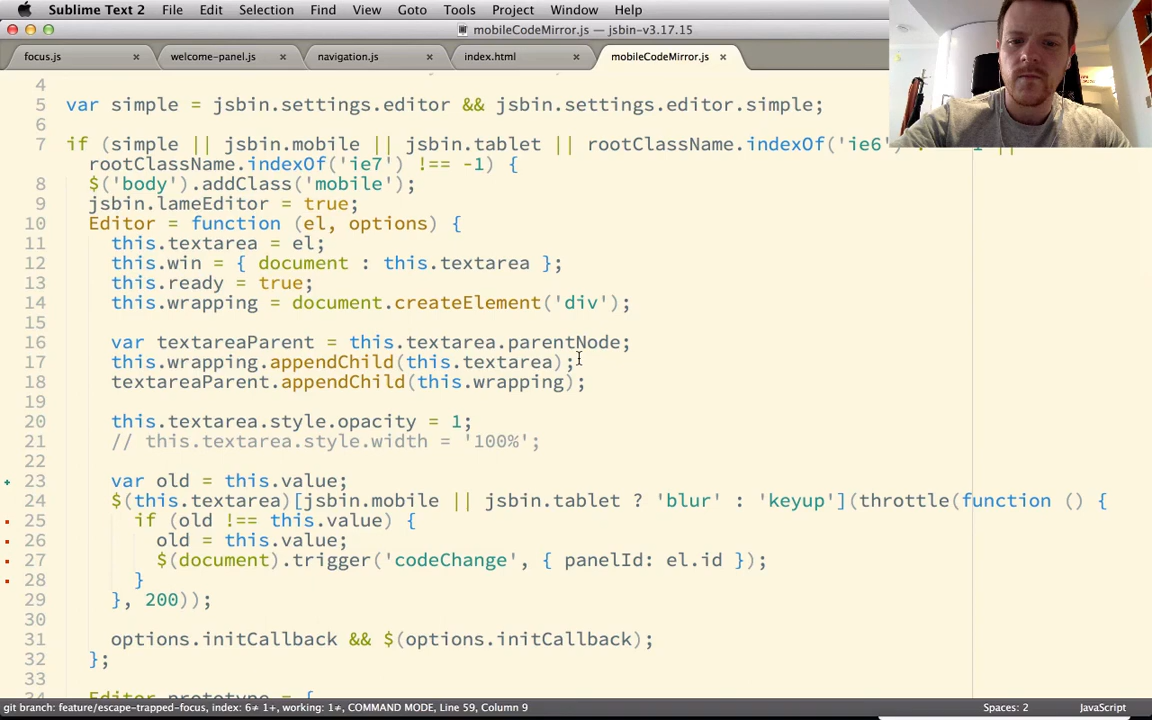 Sublime Text 2 File Edit Selection Find View Goto Tools Project Window Help
mobileCodeMirror.js — jsbin-v3.17.15
focus.js × welcome-panel.js × navigation.js × index.html × mobileCodeMirror.js ×
4
5 var simple = jsbin.settings.editor && jsbin.settings.editor.simple;
6
7 if (simple || jsbin.mobile || jsbin.tablet || rootClassName.indexOf('ie6')
rootClassName.indexOf('ie7') !== -1) {
8 $('body').addClass('mobile');
9 jsbin.lameEditor = true;
10 Editor = function (el, options) {
11 this.textarea = el;
12 this.win = { document : this.textarea };
13 this.ready = true;
14 this.wrapping = document.createElement('div');
15
16 var textareaParent = this.textarea.parentNode;
17 this.wrapping.appendChild(this.textarea);
18 textareaParent.appendChild(this.wrapping);
19
20 this.textarea.style.opacity = 1;
21 // this.textarea.style.width = '100%';
22
23 var old = this.value;
24 $(this.textarea)[jsbin.mobile || jsbin.tablet ? 'blur' : 'keyup'](throttle(function () {
25 if (old !== this.value) {
26 old = this.value;
27 $(document).trigger('codeChange', { panelId: el.id });
28 }
29 }, 200));
30
31 options.initCallback && $(options.initCallback);
32 };
33
Editor.prototype = {
git branch: feature/escape-trapped-focus, index: 6≠ 1+, working: 1≠, COMMAND MODE, Line 59, Column 9 Spaces: 2 JavaScript